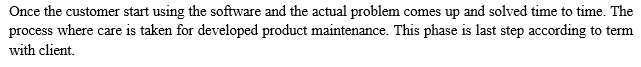 Once the customer start using the software and the actual problem comes up and solved time to time. The
process where care is taken for developed product maintenance. This phase is last step according to term
with client.